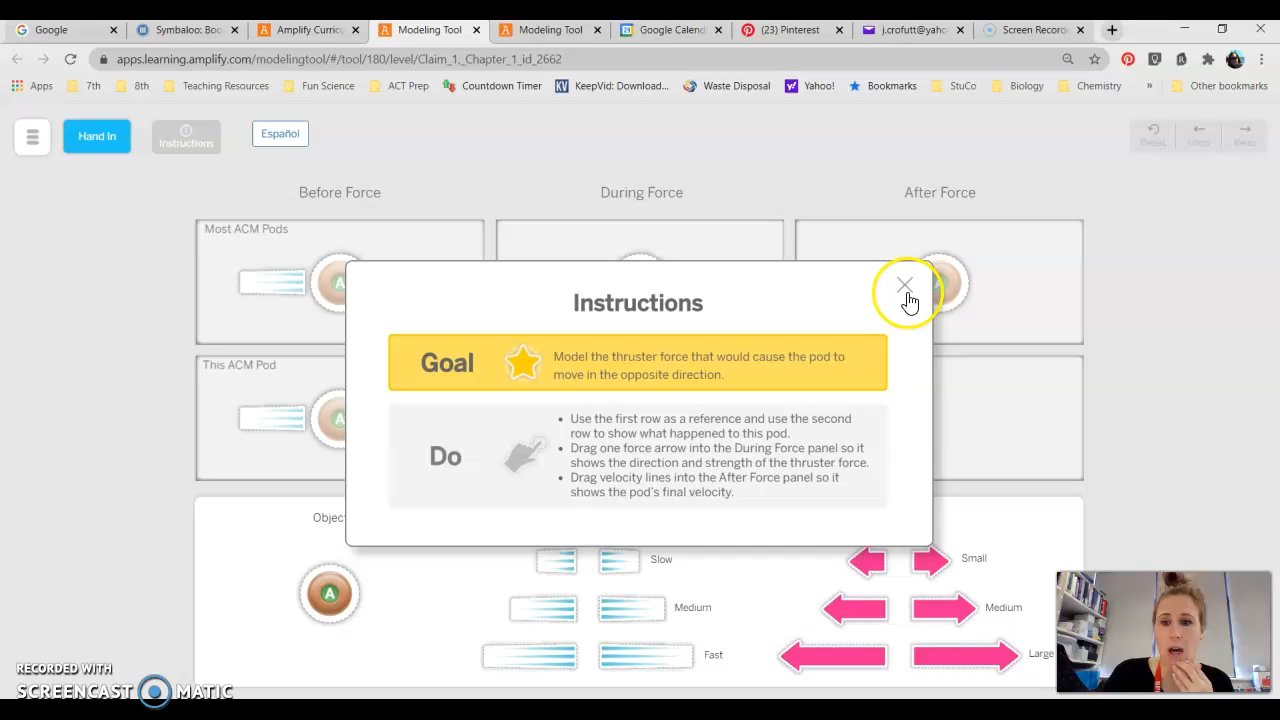 Google
Symbaloo: Boo
Amplify Curric
Modeling Tool
Modeling Tool
Google Calend
(23) Pinterest
j.crofutt@yaho
Screen Record
apps.learning.amplify.com/modelingtool/#/tool/180/level/Claim_1,_Chapter_1_id_2662
Apps
7th
8th
Teaching Resources
Fun Science
ACT Prep
Countdown Timer
KeepVid: Download...
Waste Disposal
Yahoo!
Bookmarks
StuCo
Biology
Chemistry
»
Other bookmarks
Hand In
Instructions
Español
Reset
Undo
Redo
Before Force
During Force
After Force
Most ACM Pods
A
This ACM Pod
A
Instructions
Goal
Model the thruster force that would cause the pod to
move in the opposite direction.
Do
• Use the first row as a reference and use the second
row to show what happened to this pod.
• Drag one force arrow into the During Force panel so it
shows the direction and strength of the thruster force.
• Drag velocity lines into the After Force panel so it
shows the pod's final velocity.
Object
A
Slow
Medium
Fast
Small
Medium
Large
RECORDED WITH
SCREENCAST MATIC